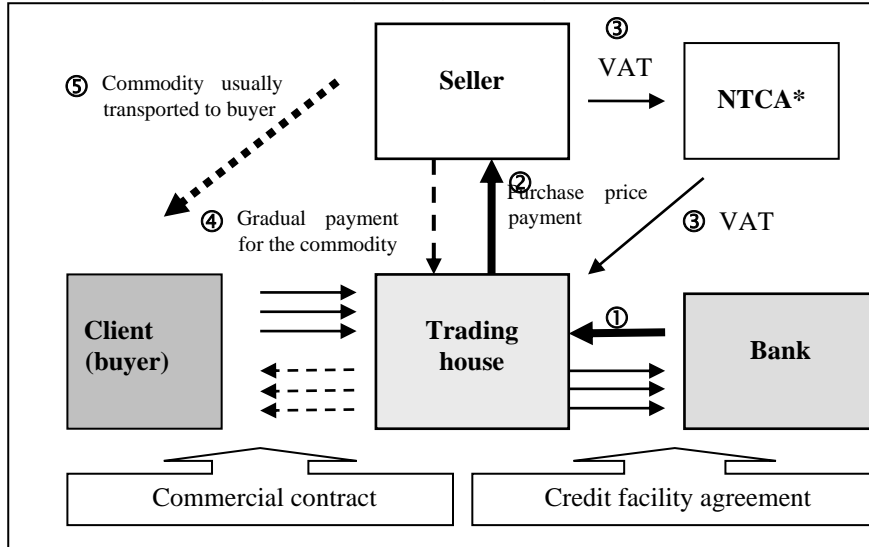 ③
VAT
Seller
NTCA*
⑤ Commodity usually
transported to buyer
②
Purchase price
payment
④ Gradual payment
for the commodity
③ VAT
①
Client
(buyer)
Trading
house
Bank
Commercial contract
Credit facility agreement